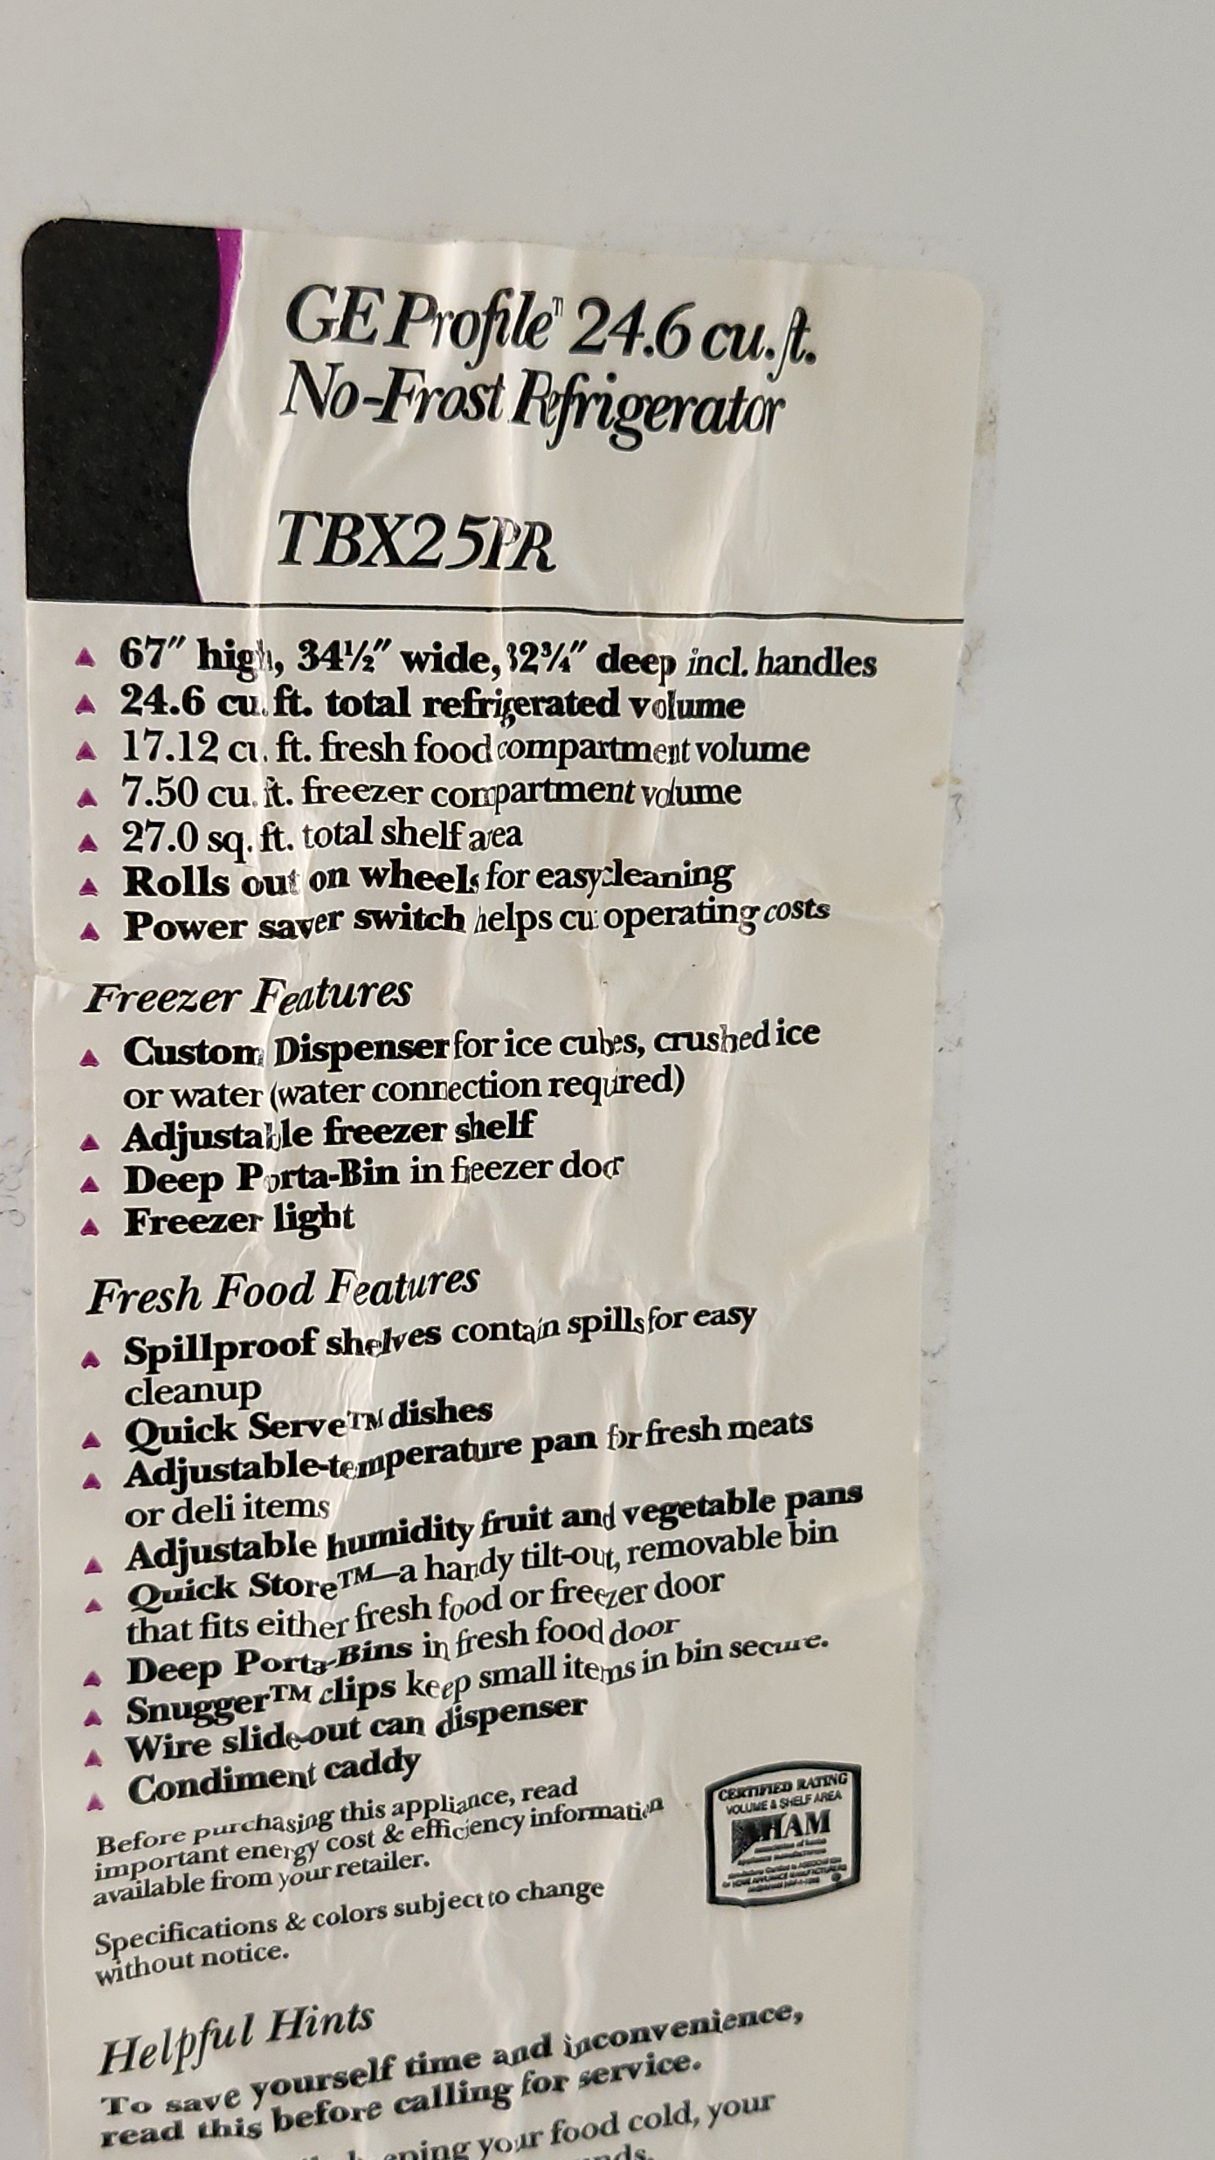 GE Profile™ 24.6 cu. ft.
No-Frost Refrigerator
TBX25PR
▲ 67″ high, 34½″ wide, 32¾″ deep incl. handles
▲ 24.6 cu. ft. total refrigerated volume
▲ 17.12 cu. ft. fresh food compartment volume
▲ 7.50 cu. ft. freezer compartment volume
▲ 27.0 sq. ft. total shelf area
▲ Rolls out on wheels for easy cleaning
▲ Power saver switch helps cut operating costs
Freezer Features
▲ Custom Dispenser for ice cubes, crushed ice
or water (water connection required)
▲ Adjustable freezer shelf
▲ Deep Porta-Bin in freezer door
▲ Freezer light
Fresh Food Features
▲ Spillproof shelves contain spills for easy
cleanup
▲ Quick Serve™ dishes
▲ Adjustable-temperature pan for fresh meats
or deli items
▲ Adjustable humidity fruit and vegetable pans
▲ Quick Store™—a handy tilt-out, removable bin
that fits either fresh food or freezer door
▲ Deep Porta-Bins in fresh food door
▲ Snugger™ clips keep small items in bin secure.
▲ Wire slide-out can dispenser
▲ Condiment caddy
Before purchasing this appliance, read
important energy cost & efficiency information
available from your retailer.
Specifications & colors subject to change
without notice.
CERTIFIED RATING
VOLUME & SHELF AREA
AHAM
Helpful Hints
To save yourself time and inconvenience,
read this before calling for service.
keeping your food cold, your